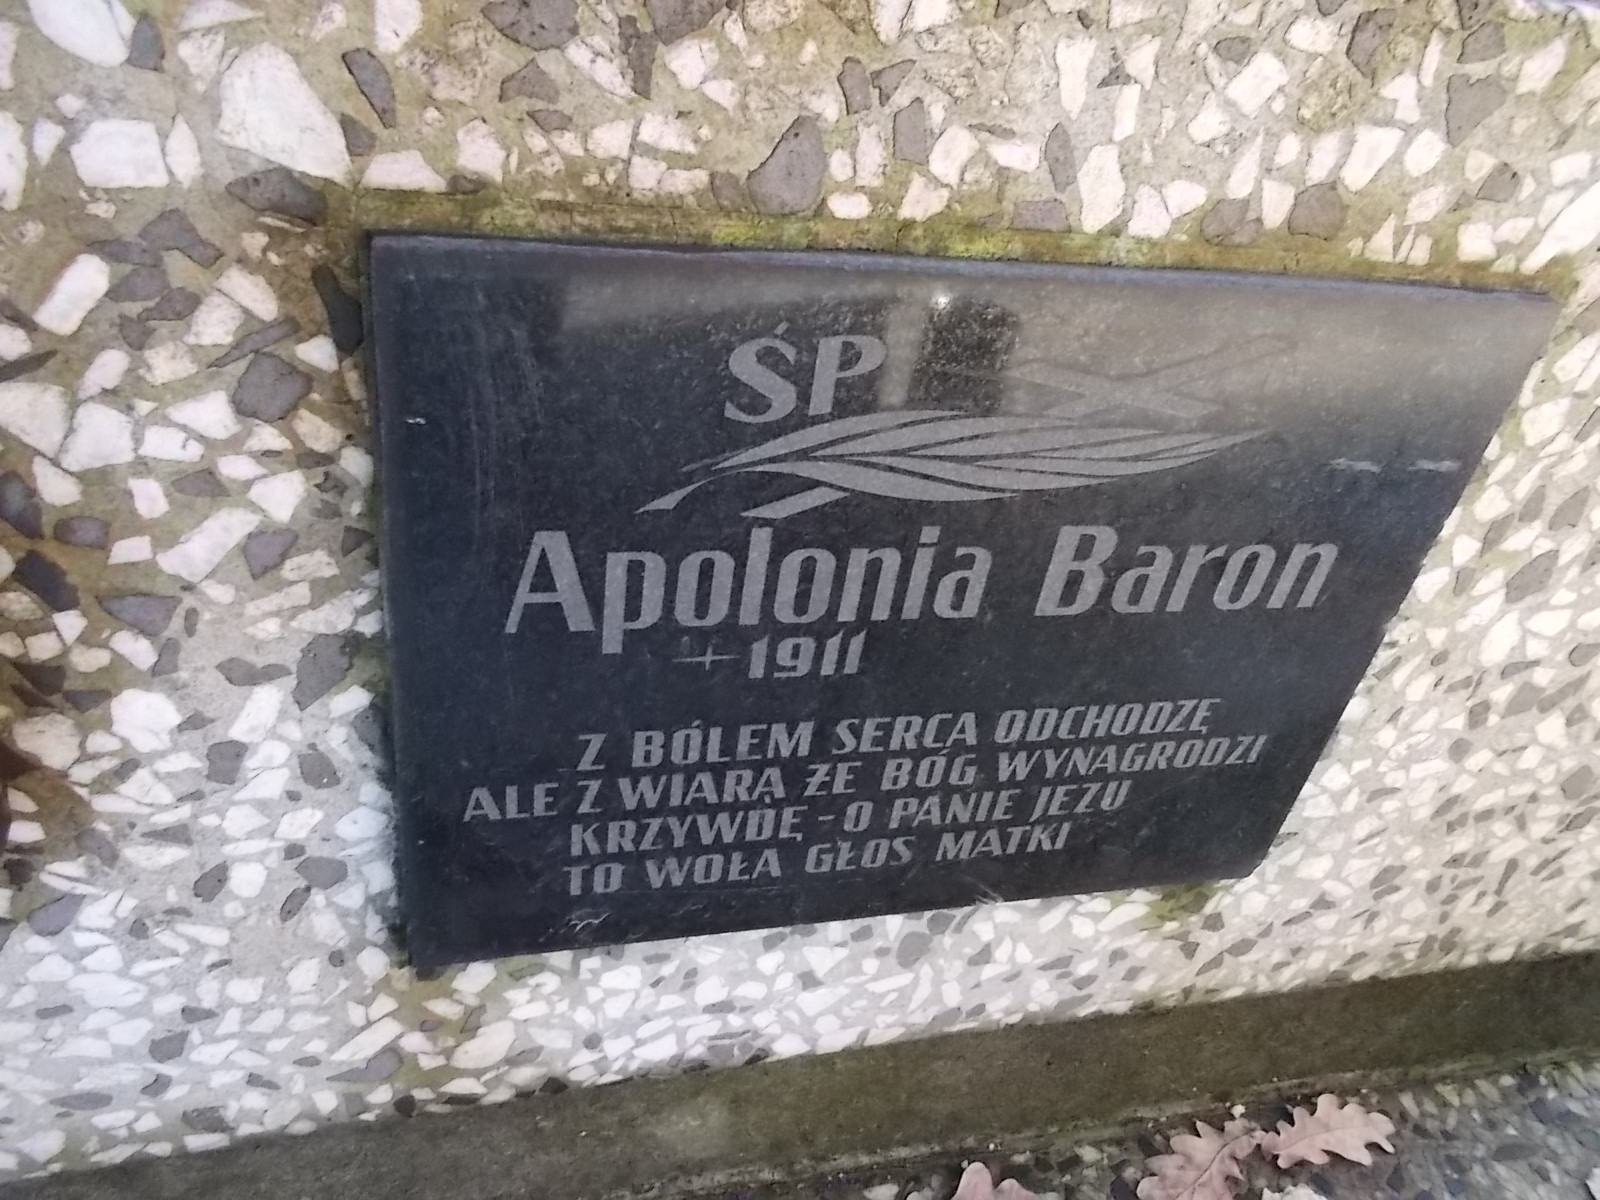 ŚP
Apolonia Baron
+ 1911
Z BÓLEM SERCA ODCHODZĘ
ALE Z WIARĄ ŻE BÓG WYNAGRODZI
KRZYWDĘ - O PANIE JEZU
TO WOŁA GŁOS MATKI